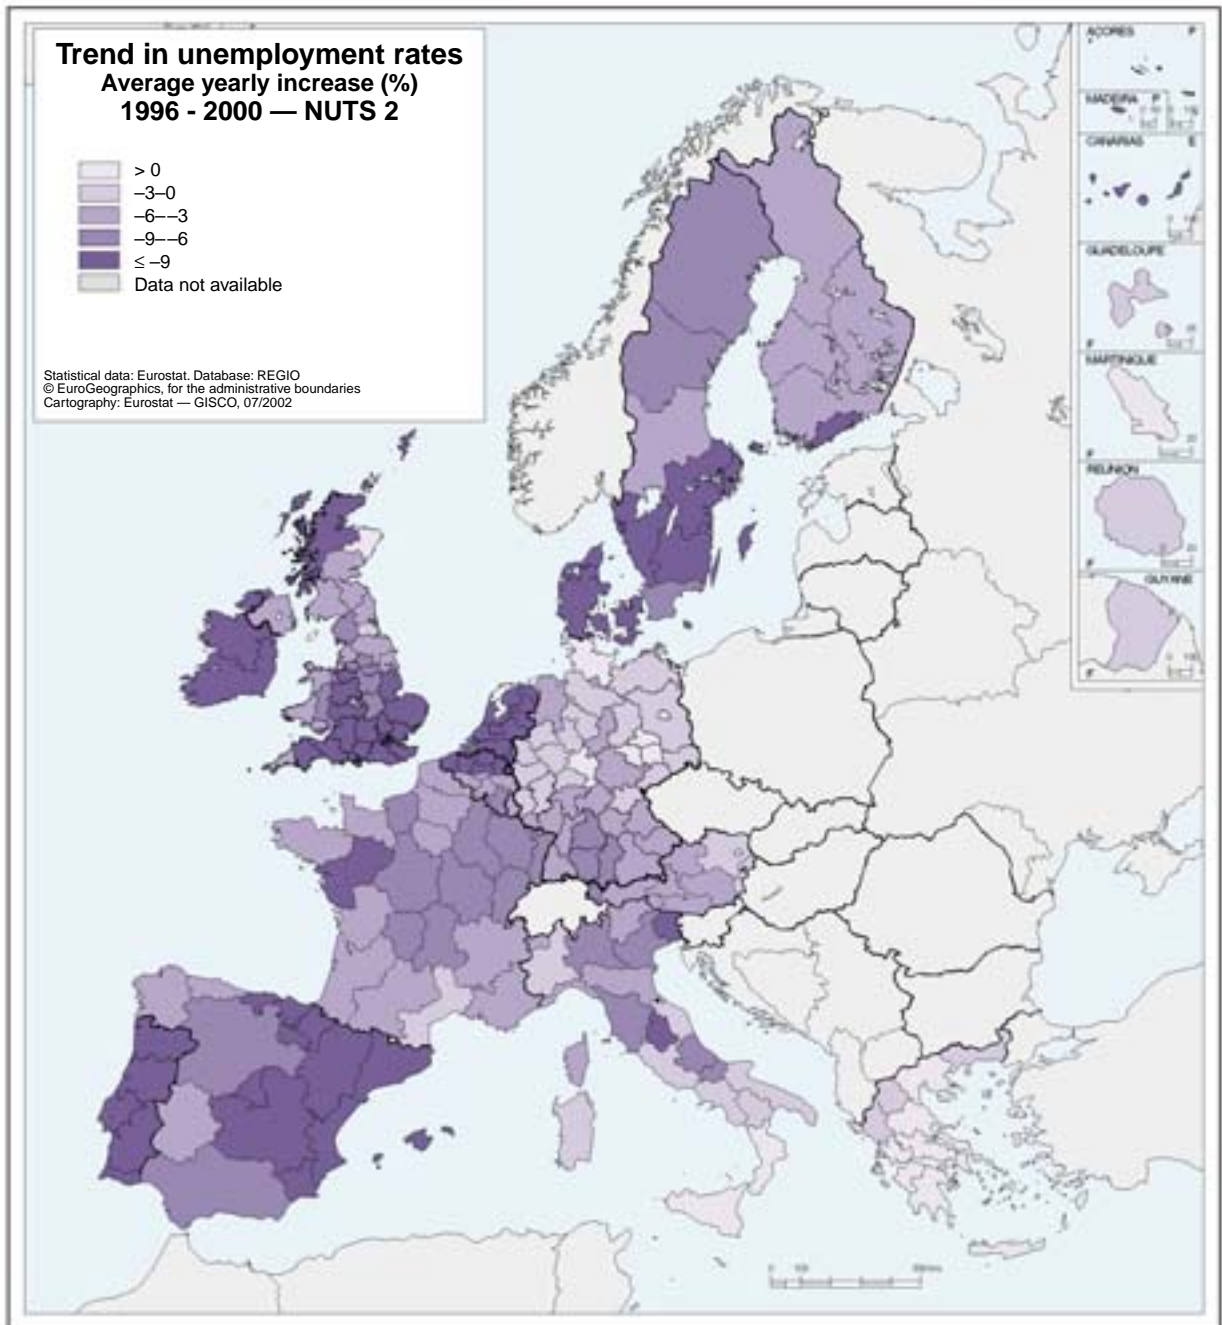 Trend in unemployment rates
Average yearly increase (%)
1996 - 2000 — NUTS 2
> 0
–3–0
–6––3
–9–-6
≤ –9
Data not available
Statistical data: Eurostat. Database: REGIO
© EuroGeographics, for the administrative boundaries
Cartography: Eurostat — GISCO, 07/2002
ACORES P
MADEIRA P
CANARIAS E
GUADELOUPE
F
MARTINIQUE
F
REUNION
F
GUYANE
F